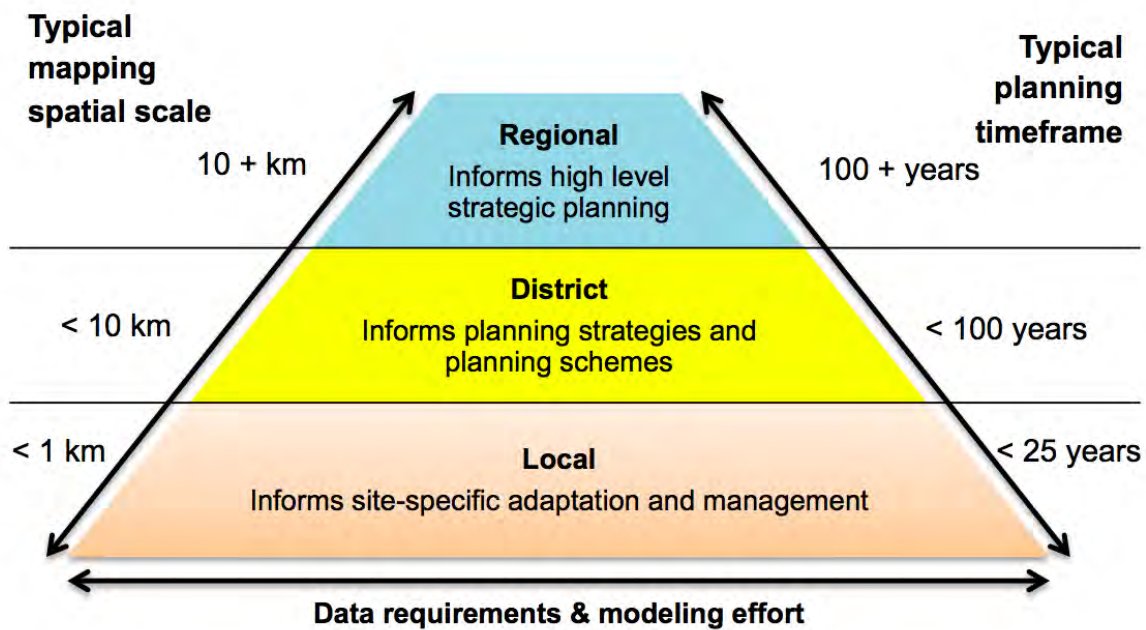 Typical
mapping
spatial scale
Typical
planning
timeframe
10 + km
Regional
Informs high level
strategic planning
100 + years
< 10 km
District
Informs planning strategies and
planning schemes
< 100 years
< 1 km
Local
Informs site-specific adaptation and management
< 25 years
Data requirements & modeling effort